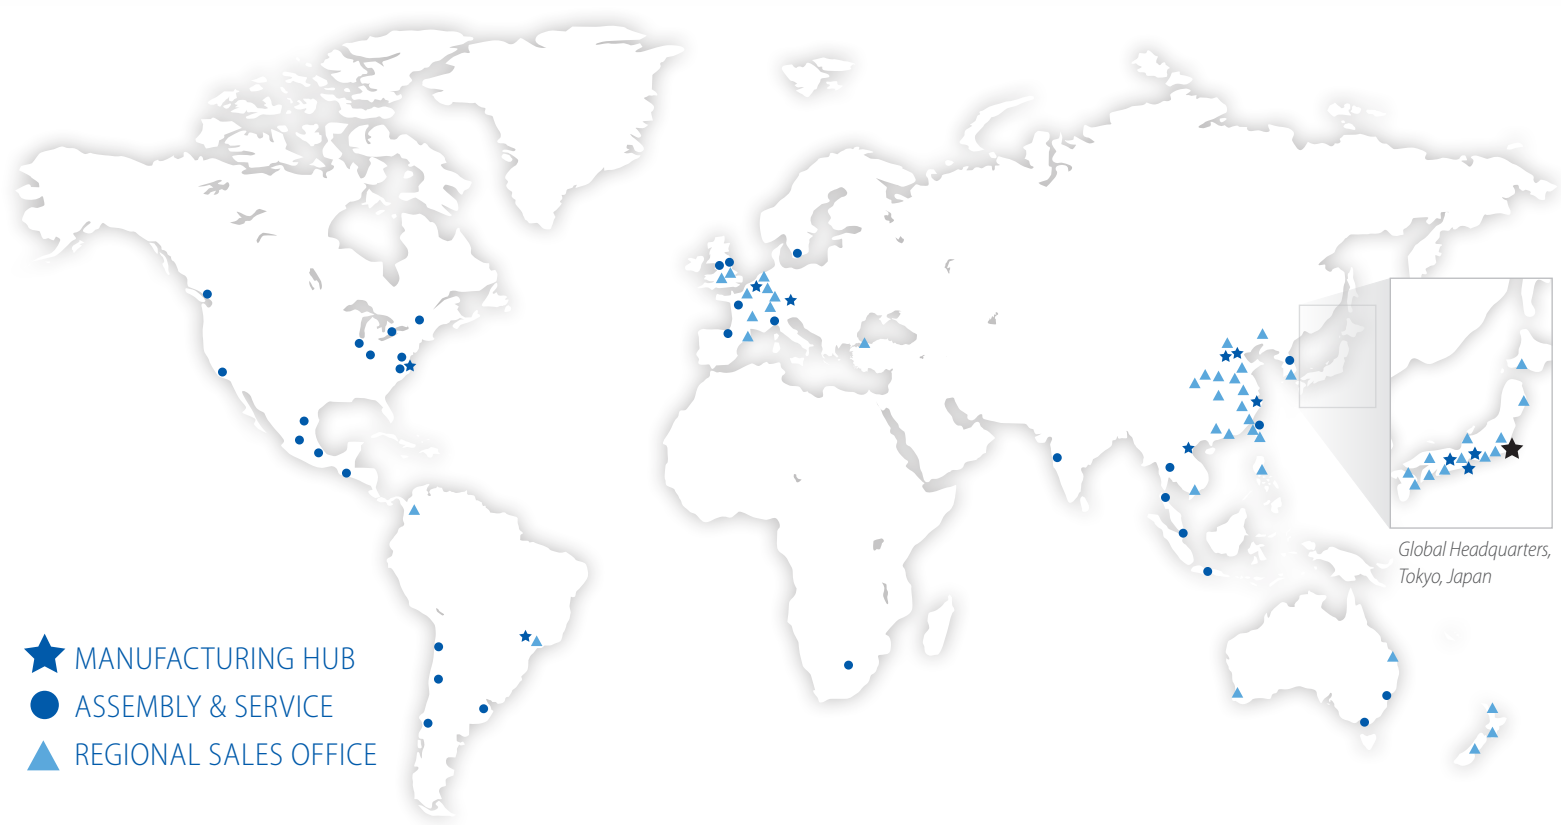 Global Headquarters,
Tokyo, Japan
MANUFACTURING HUB
ASSEMBLY & SERVICE
REGIONAL SALES OFFICE